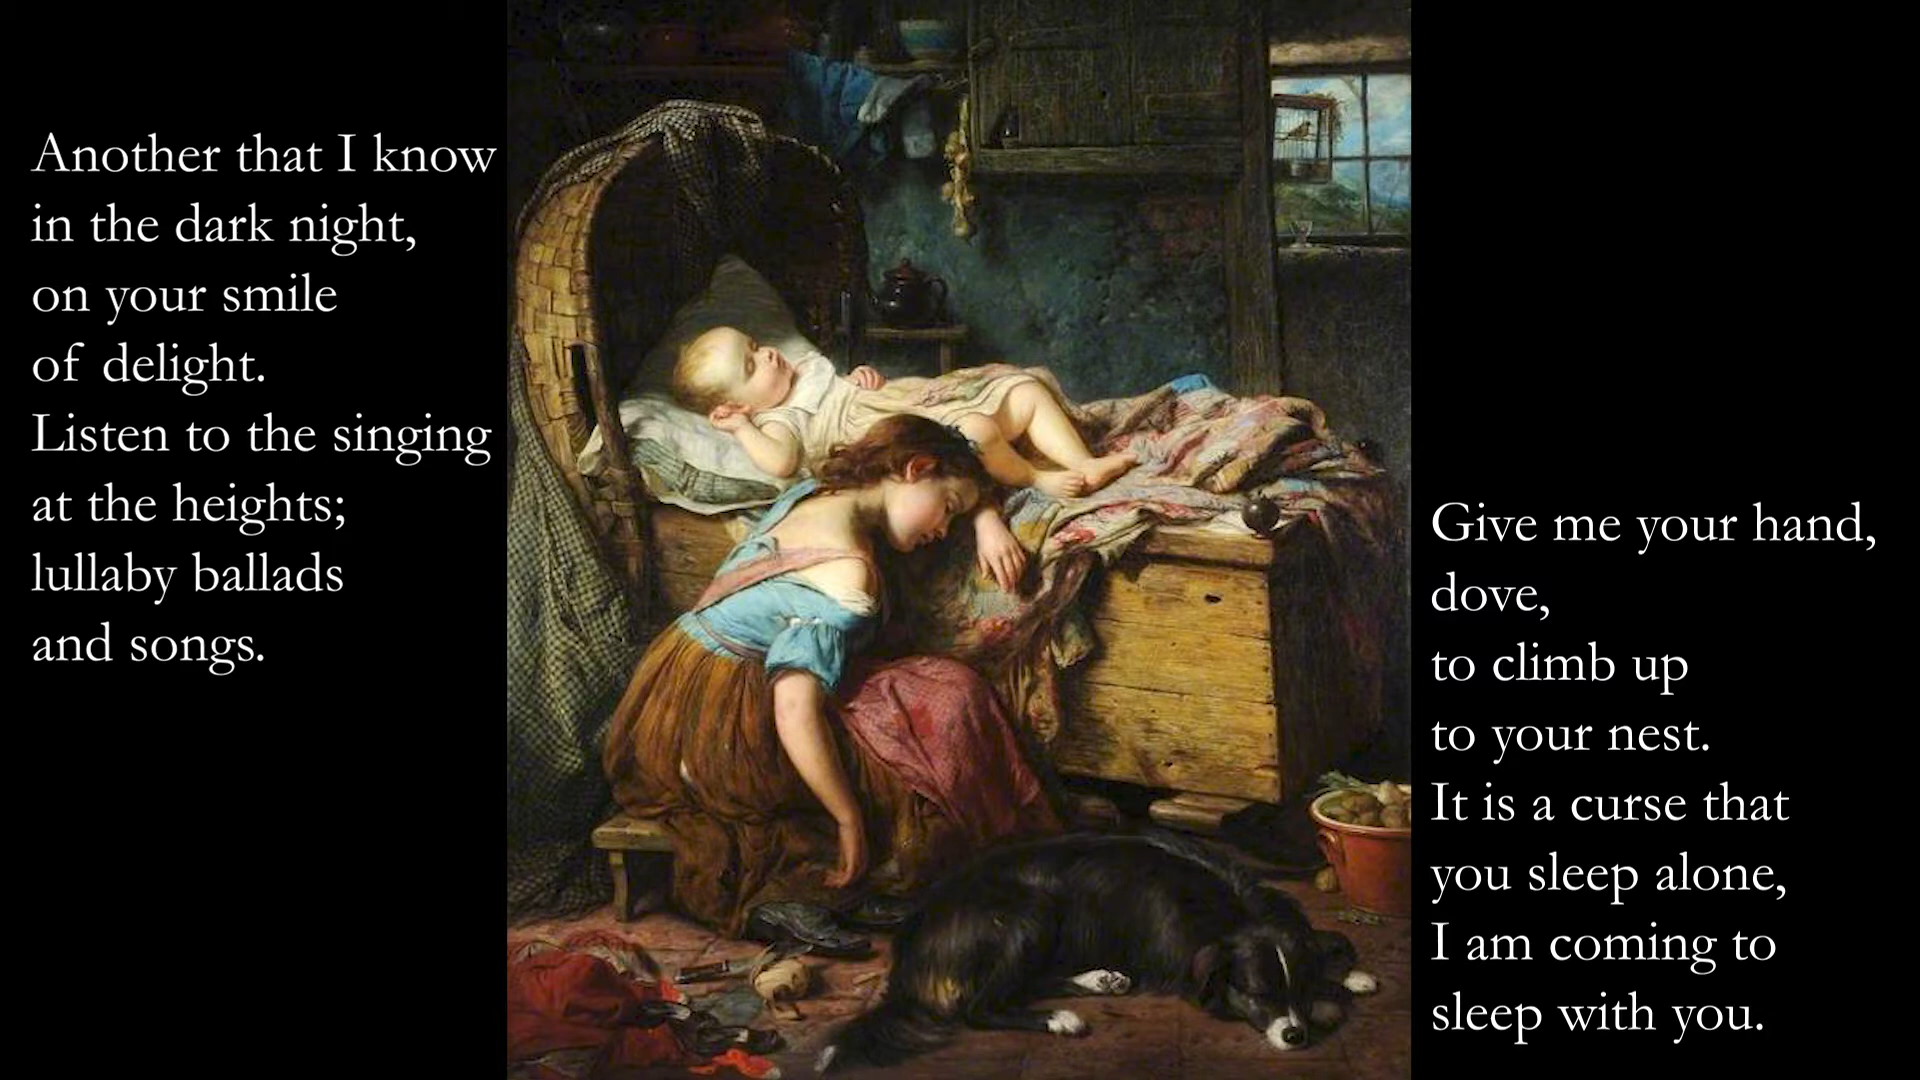 Another that I know
in the dark night,
on your smile
of delight.
Listen to the singing
at the heights;
lullaby ballads
and songs.
Give me your hand,
dove,
to climb up
to your nest.
It is a curse that
you sleep alone,
I am coming to
sleep with you.